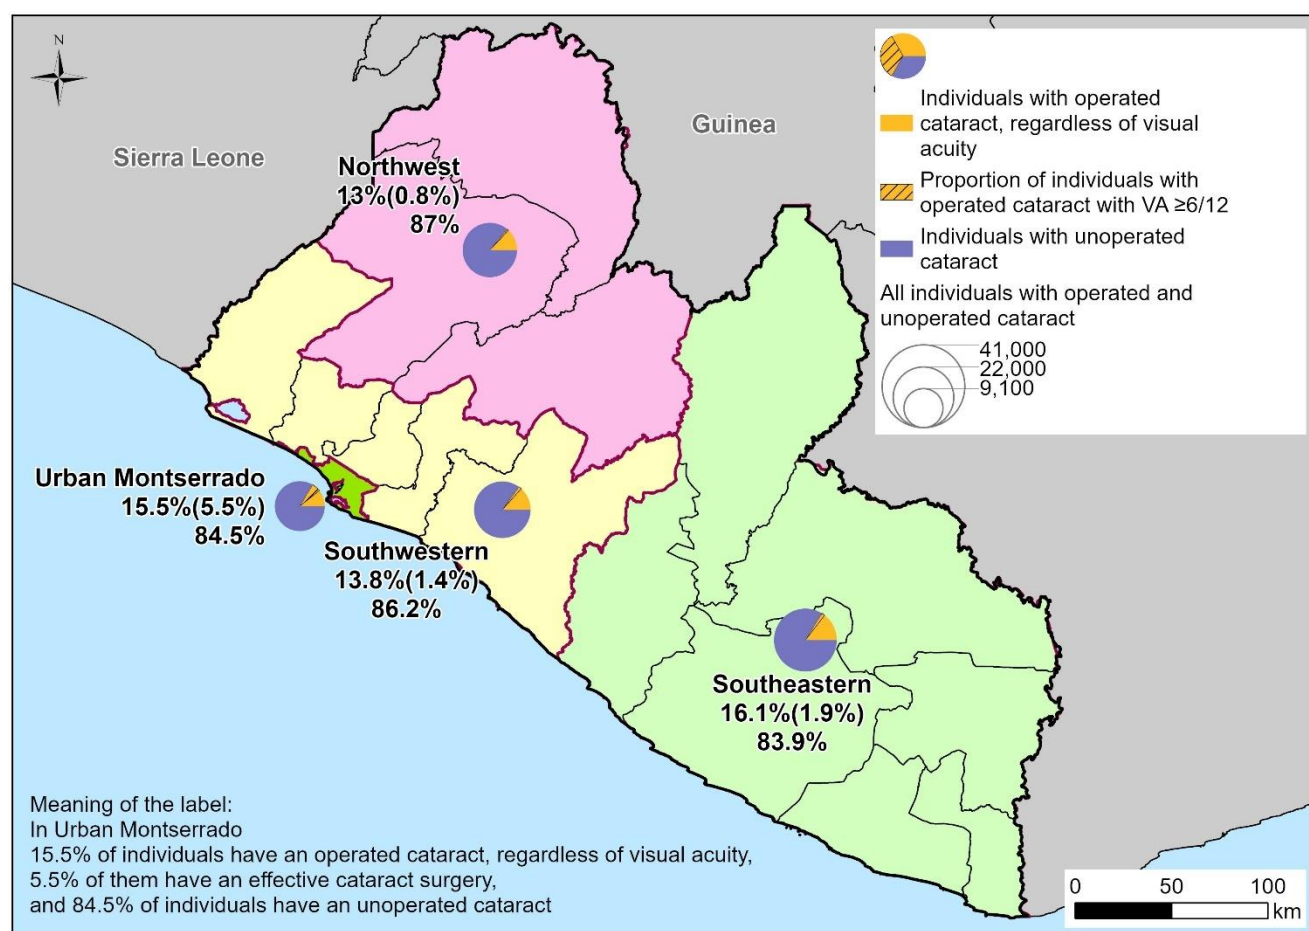 N
Sierra Leone
Guinea
Northwest
13%(0.8%)
87%
Urban Montserrado
15.5%(5.5%)
84.5%
Southwestern
13.8%(1.4%)
86.2%
Southeastern
16.1%(1.9%)
83.9%
Individuals with operated
cataract, regardless of visual
acuity
Proportion of individuals with
operated cataract with VA ≥6/12
Individuals with unoperated
cataract
All individuals with operated and
unoperated cataract
41,000
22,000
9,100
Meaning of the label:
In Urban Montserrado
15.5% of individuals have an operated cataract, regardless of visual acuity,
5.5% of them have an effective cataract surgery,
and 84.5% of individuals have an unoperated cataract
0 50 100
km